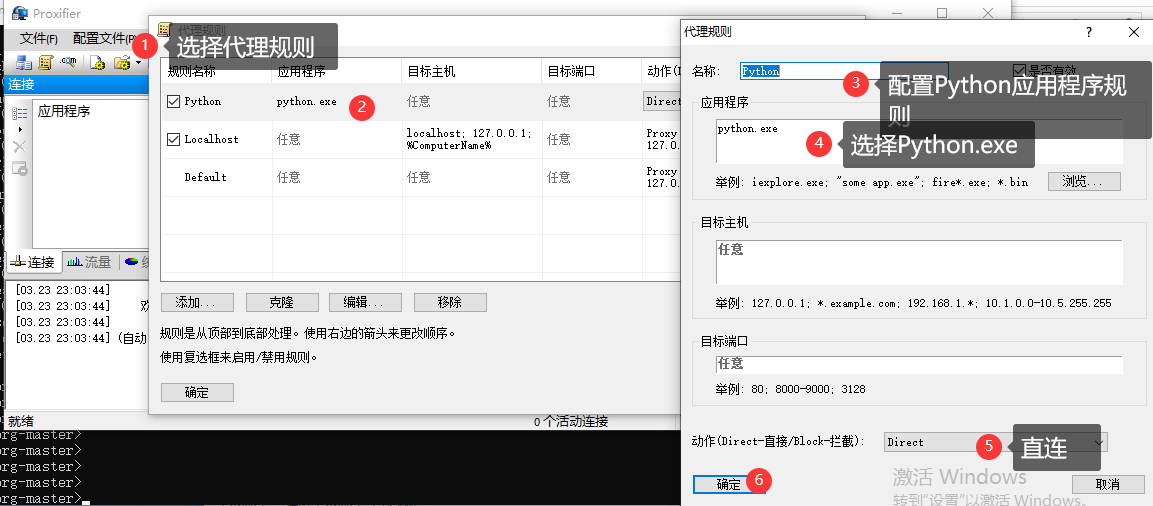 Proxifier
文件(F) 配置文件(P
连接
应用程序
连接 流量
[03.23 23:03:44]
[03.23 23:03:44] 欢
[03.23 23:03:44]
[03.23 23:03:44] (自动
就绪
0 个活动连接
org-master>
org-master>
org-master>
org-master>
org-master>
代理规则
1 选择代理规则
规则名称 应用程序 目标主机 目标端口 动作(D
Python python.exe 2 任意 任意 Direct
Localhost 任意 localhost; 127.0.0.1; %ComputerName% 任意 Proxy 127.0.
Default 任意 任意 任意 Proxy 127.0.
添加... 克隆 编辑... 移除
规则是从顶部到底部处理。使用右边的箭头来更改顺序。
使用复选框来启用/禁用规则。
确定
代理规则 ?
名称: Python 是否有效
3 配置Python应用程序规
则
应用程序
python.exe
4 选择Python.exe
举例: iexplore.exe; "some app.exe"; fire*.exe; *.bin 浏览...
目标主机
任意
举例: 127.0.0.1; *.example.com; 192.168.1.*; 10.1.0.0-10.5.255.255
目标端口
任意
举例: 80; 8000-9000; 3128
动作(Direct-直接/Block-拦截): Direct
5 直连
激活 Windows
确定 6 取消
转到"设置"以激活 Windows。